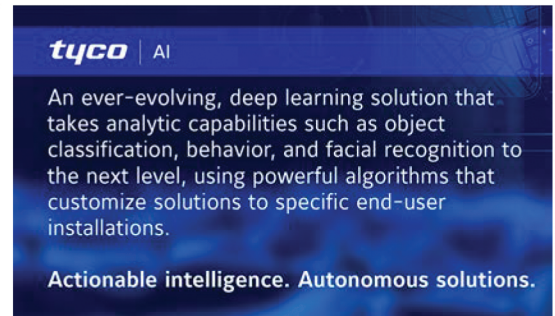 tyco | AI
An ever-evolving, deep learning solution that
takes analytic capabilities such as object
classification, behavior, and facial recognition to
the next level, using powerful algorithms that
customize solutions to specific end-user
installations.
Actionable intelligence. Autonomous solutions.